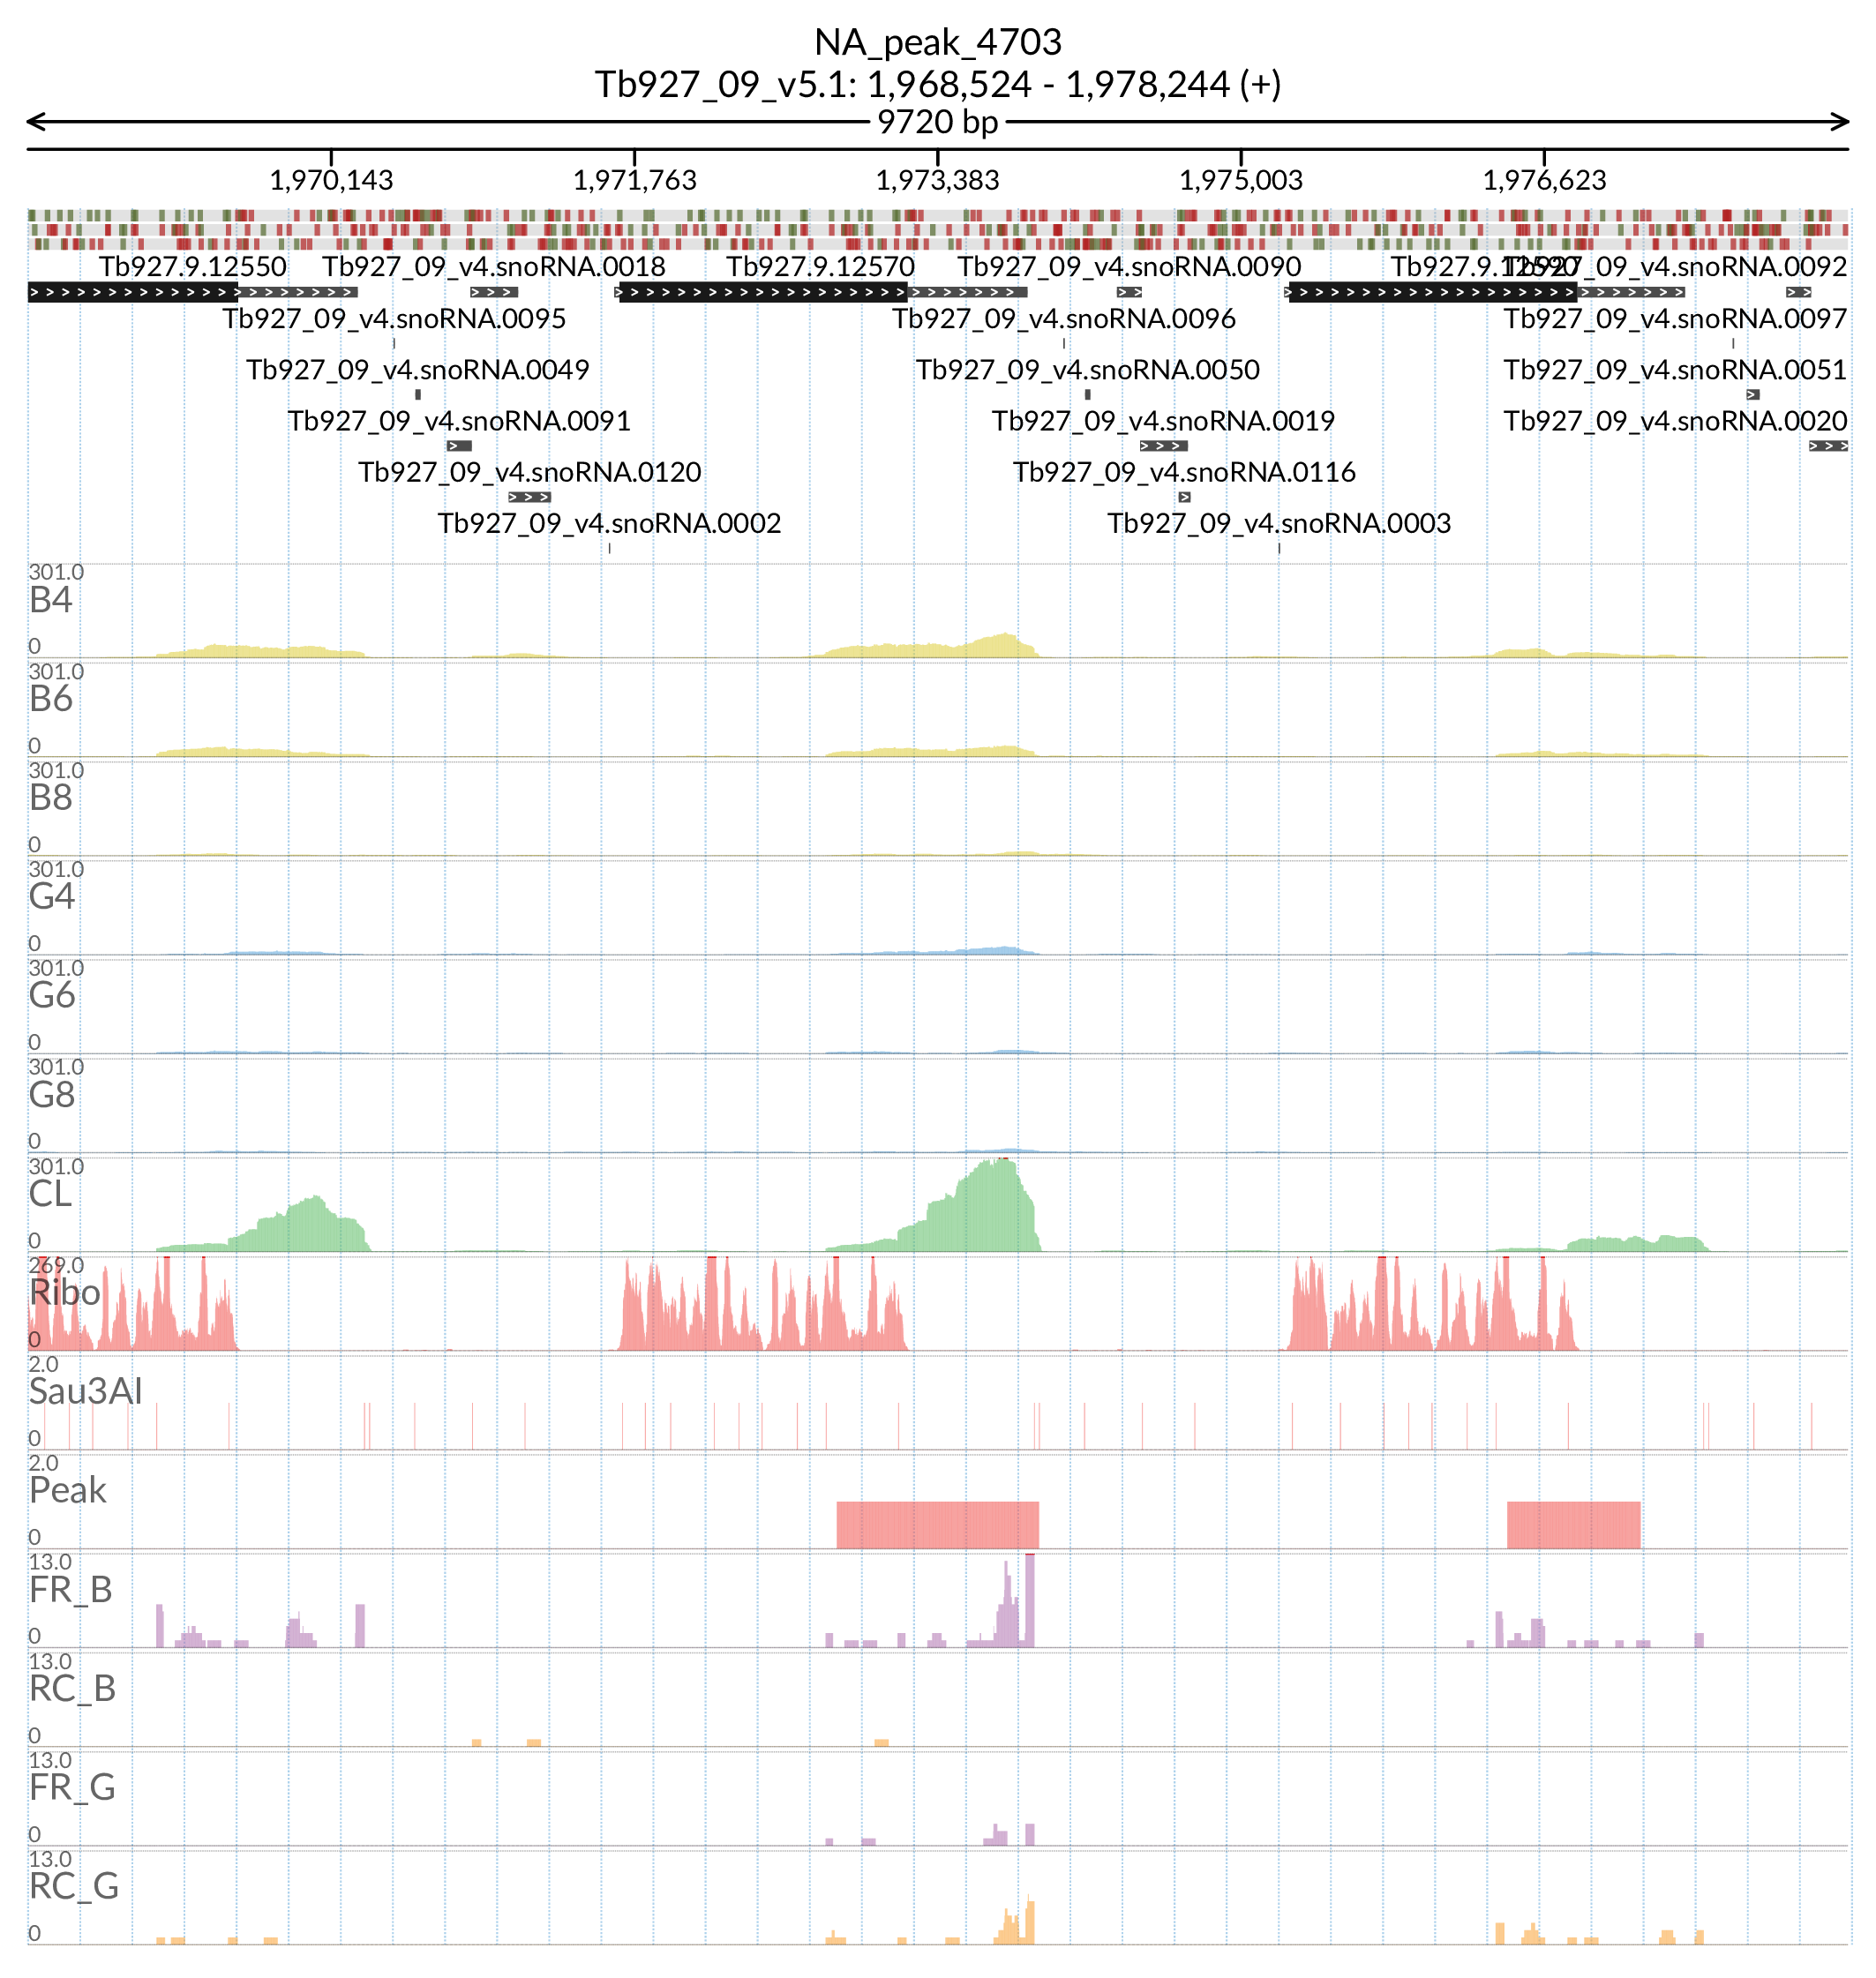 NA_peak_4703
Tb927_09_v5.1: 1,968,524 - 1,978,244 (+)
9720 bp
1,970,143 1,971,763 1,973,383 1,975,003 1,976,623
Tb927.9.12550 Tb927_09_v4.snoRNA.0018 Tb927.9.12570 Tb927_09_v4.snoRNA.0090 Tb927.9.12590 Tb927_09_v4.snoRNA.0092
Tb927_09_v4.snoRNA.0095 Tb927_09_v4.snoRNA.0096 Tb927_09_v4.snoRNA.0097
Tb927_09_v4.snoRNA.0049 Tb927_09_v4.snoRNA.0050 Tb927_09_v4.snoRNA.0051
Tb927_09_v4.snoRNA.0091 Tb927_09_v4.snoRNA.0019 Tb927_09_v4.snoRNA.0020
Tb927_09_v4.snoRNA.0120 Tb927_09_v4.snoRNA.0116
Tb927_09_v4.snoRNA.0002 Tb927_09_v4.snoRNA.0003
301.0
B4
0
301.0
B6
0
301.0
B8
0
301.0
G4
0
301.0
G6
0
301.0
G8
0
301.0
CL
0
269.0
Ribo
0
2.0
Sau3AI
0
2.0
Peak
0
13.0
FR_B
0
13.0
RC_B
0
13.0
FR_G
0
13.0
RC_G
0